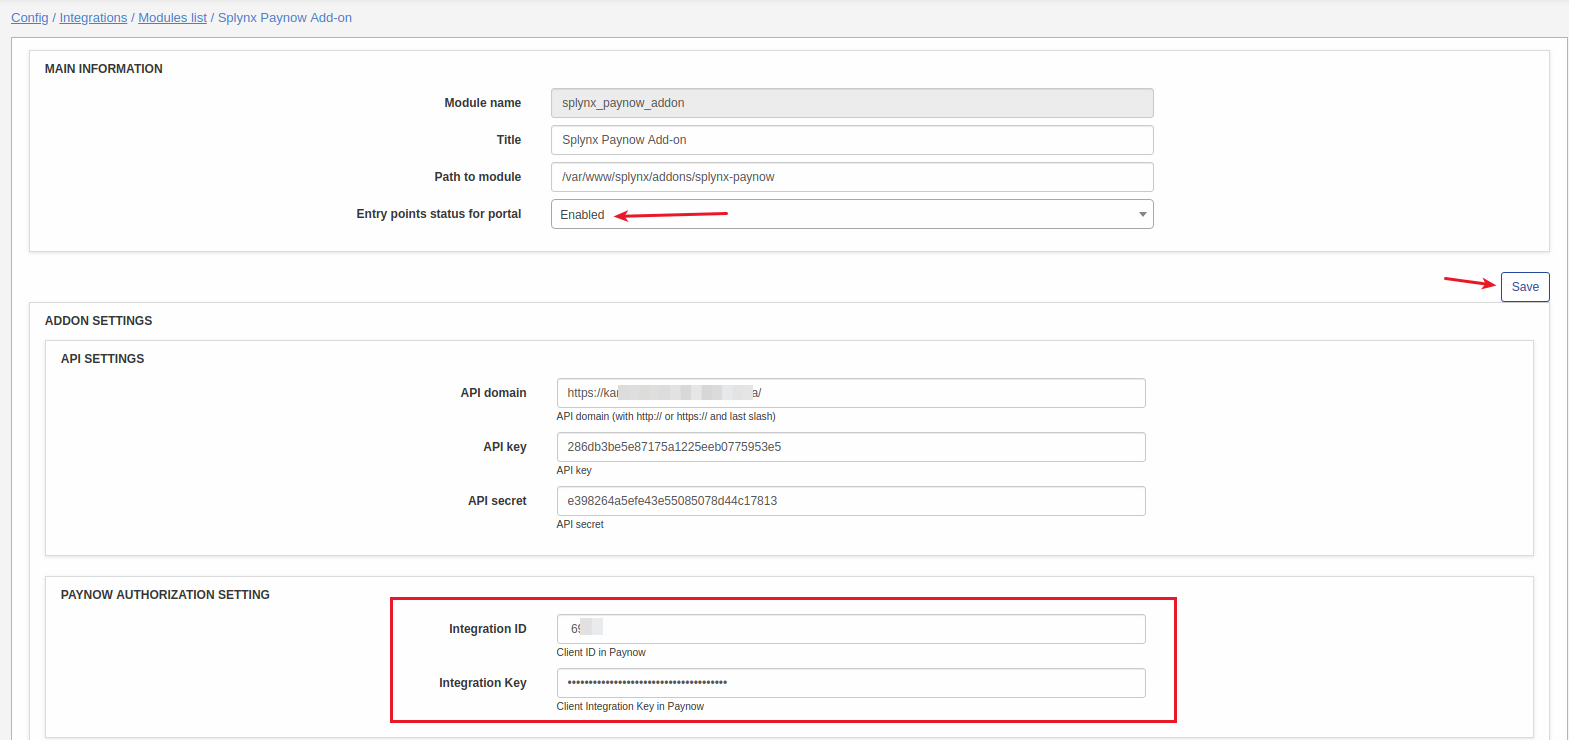 Config / Integrations / Modules list / Splynx Paynow Add-on
MAIN INFORMATION
Module name splynx_paynow_addon
Title Splynx Paynow Add-on
Path to module /var/www/splynx/addons/splynx-paynow
Entry points status for portal Enabled
Save
ADDON SETTINGS
API SETTINGS
API domain https://ka a/
API domain (with http:// or https:// and last slash)
API key 286db3be5e87175a1225eeb0775953e5
API key
API secret e398264a5efe43e55085078d44c17813
API secret
PAYNOW AUTHORIZATION SETTING
Integration ID 69
Client ID in Paynow
Integration Key ••••••••••••••••••••••••••••••••••••••
Client Integration Key in Paynow